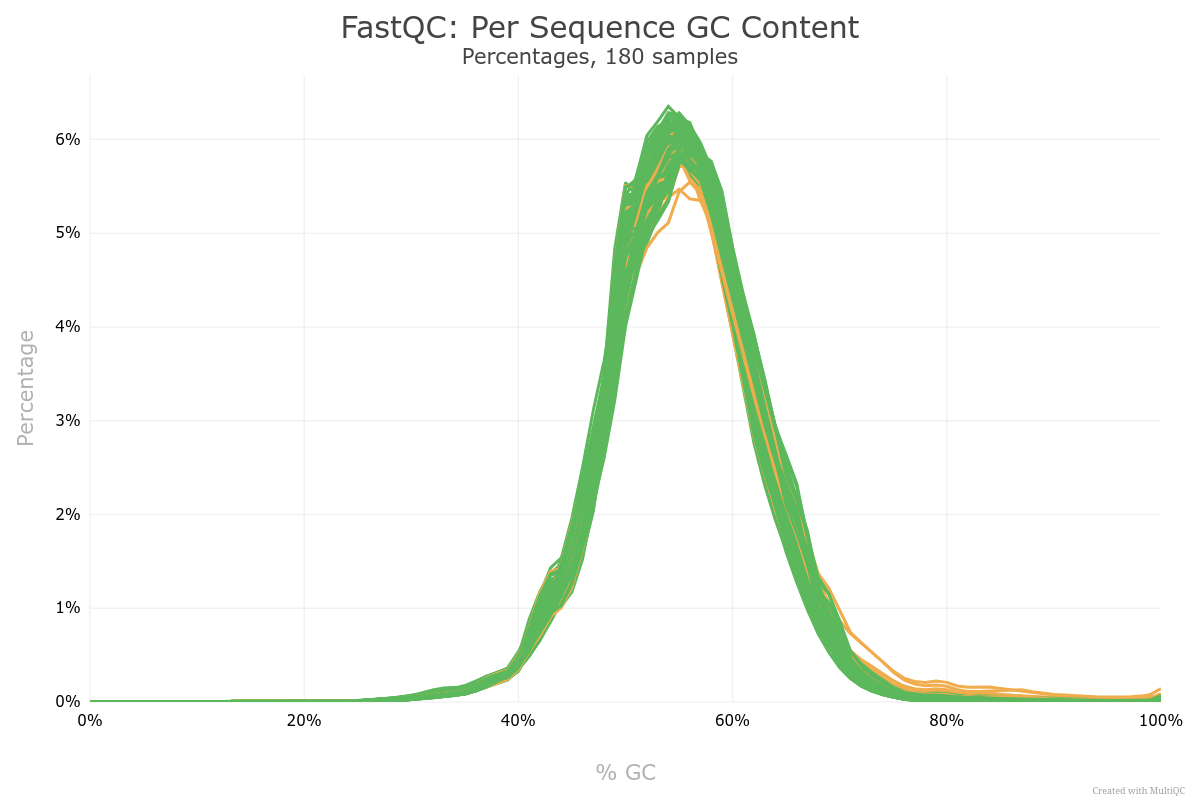 FastQC: Per Sequence GC Content
Percentages, 180 samples
6%
5%
4%
3%
2%
1%
0%
Percentage
0%
20%
40%
60%
80%
100%
% GC
Created with MultiQC